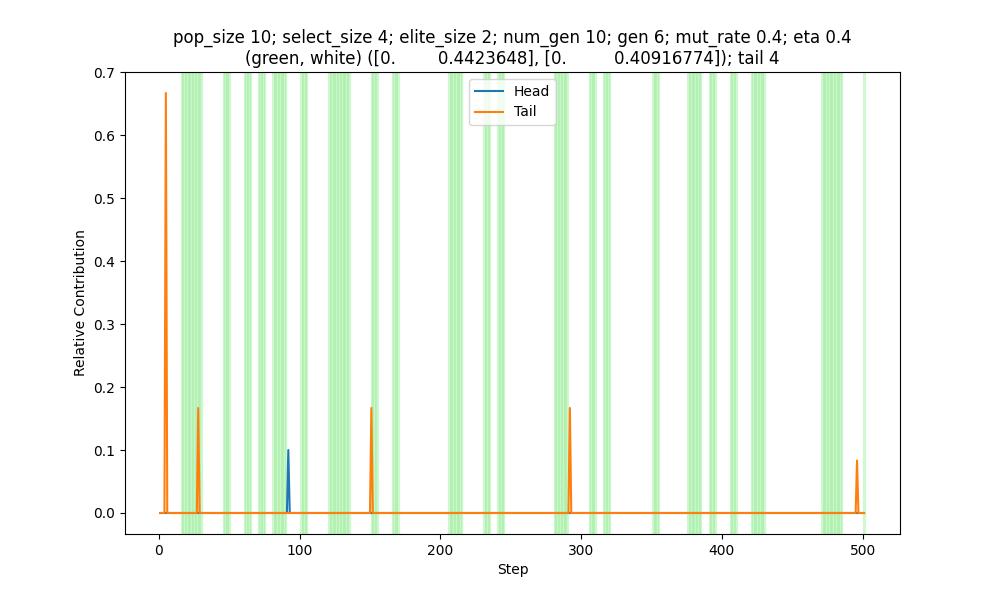 pop_size 10; select_size 4; elite_size 2; num_gen 10; gen 6; mut_rate 0.4; eta 0.4
(green, white) ([0.         0.4423648], [0.          0.40916774]); tail 4
0.7
0.6
0.5
0.4
0.3
0.2
0.1
0.0
Relative Contribution
Head
Tail
0
100
200
300
400
500
Step